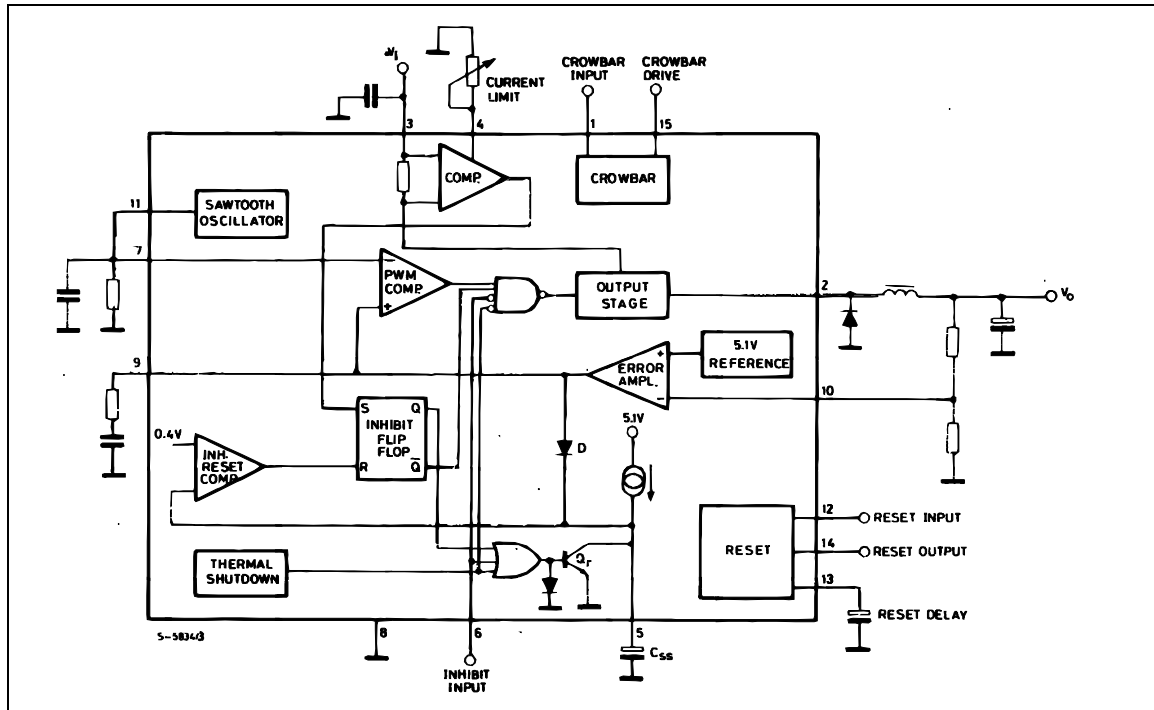 Vi
CURRENT
LIMIT
CROWBAR
INPUT
CROWBAR
DRIVE
3
4
1
15
COMP.
CROWBAR
11
SAWTOOTH
OSCILLATOR
7
−
PWM
COMP.
+
OUTPUT
STAGE
2
Vo
9
ERROR
AMPL.
+
−
5.1V
REFERENCE
10
0.4V
INH.
RESET
COMP.
S
Q
INHIBIT
FLIP
FLOP
R
Q̅
D
5.1V
THERMAL
SHUTDOWN
Qr
RESET
12
RESET INPUT
14
RESET OUTPUT
13
RESET DELAY
8
6
5
INHIBIT
INPUT
Css